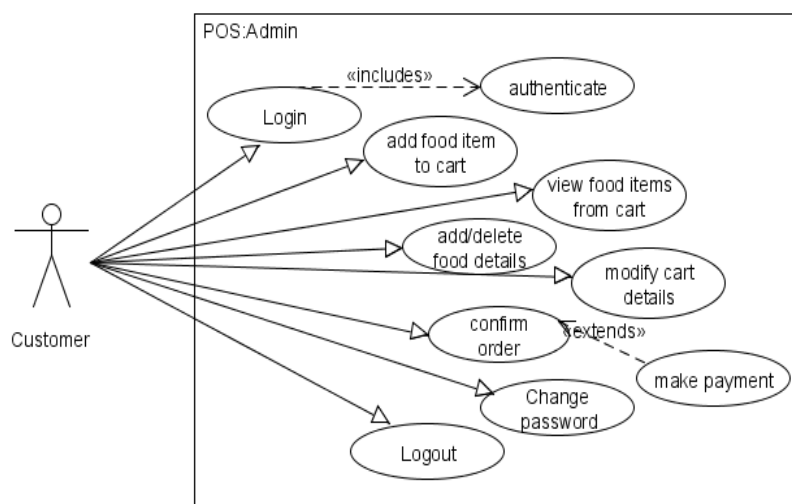 POS:Admin
«includes»
authenticate
Login
add food item
to cart
view food items
from cart
add/delete
food details
modify cart
details
Customer
confirm
order
«extends»
make payment
Change
password
Logout